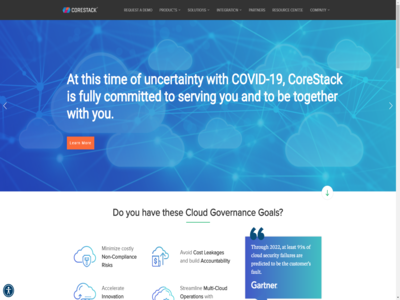 CORESTACK
REQUEST A DEMO PRODUCTS SOLUTIONS INTEGRATION PARTNERS RESOURCE CENTER COMPANY
At this time of uncertainty with COVID-19, CoreStack
is fully committed to serving you and to be together
with you.
Learn More
Do you have these Cloud Governance Goals?
Minimize costly
Non-Compliance
Risks
Avoid Cost Leakages
and build Accountability
Accelerate
Innovation
Streamline Multi-Cloud
Operations with
Through 2022, at least 95% of
cloud security failures are
predicted to be the customer's
fault.
Gartner